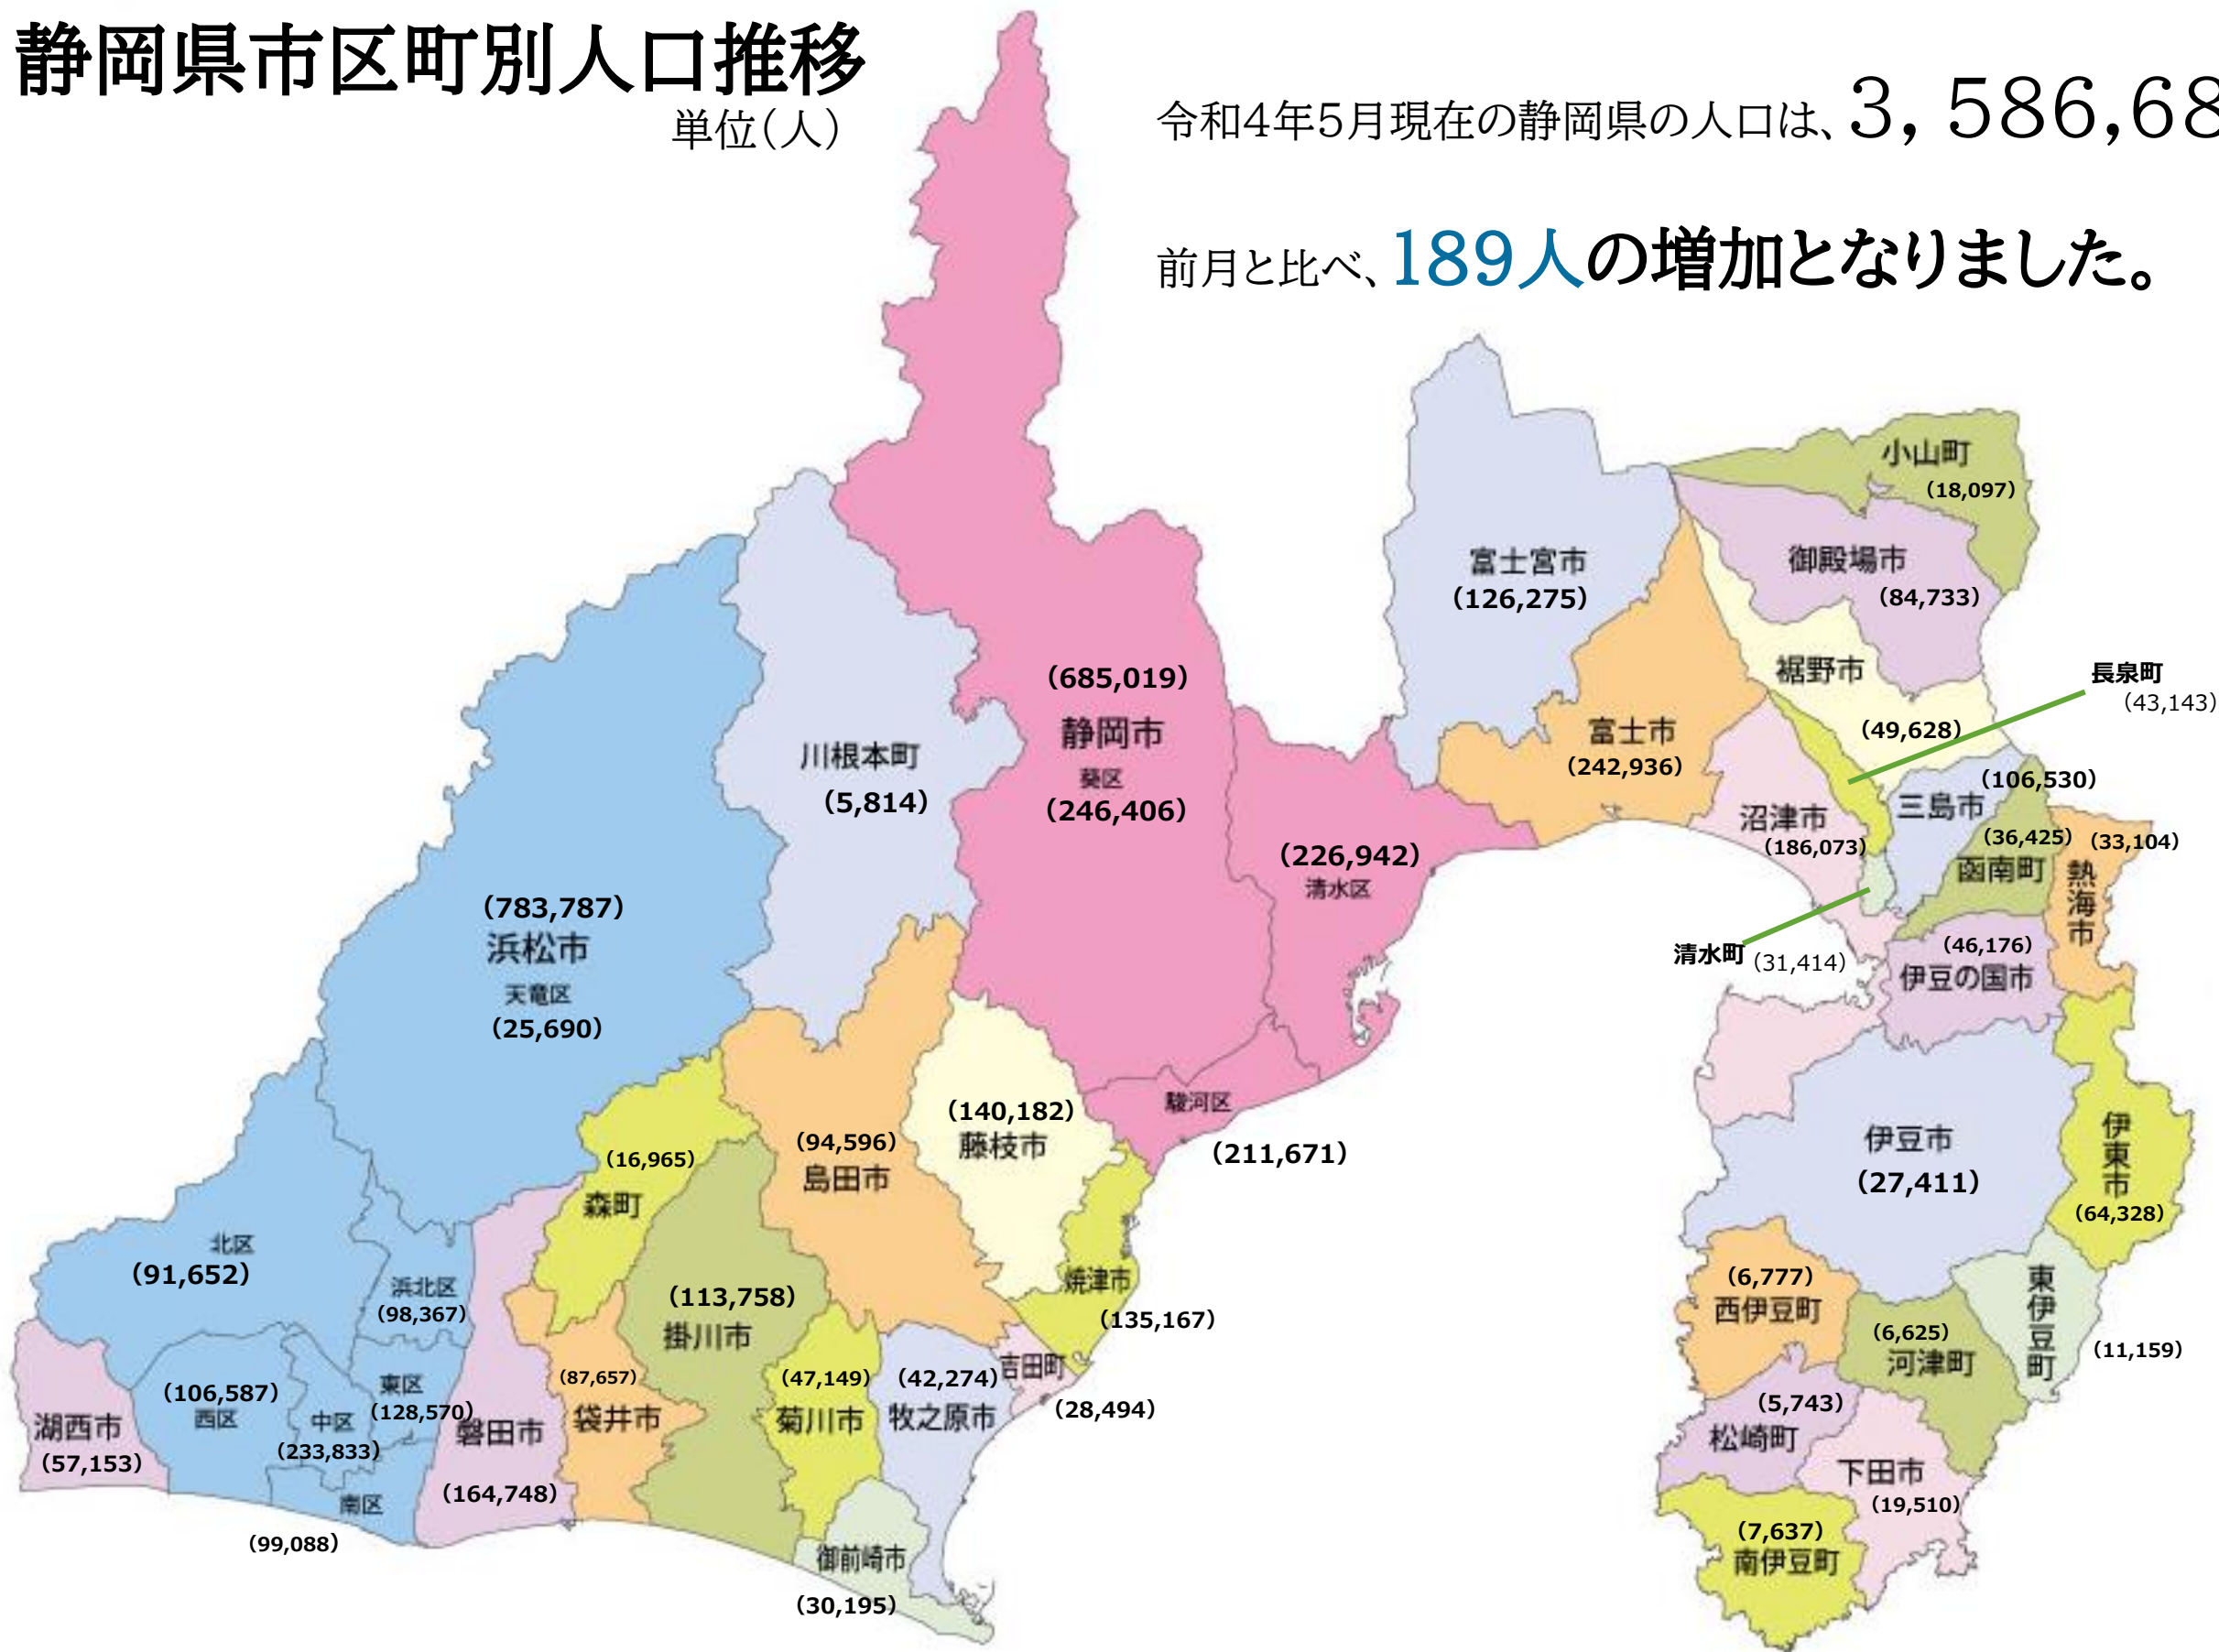 静岡県市区町別人口推移
単位（人）
令和4年5月現在の静岡県の人口は、3，586,68
前月と比べ、189人の増加となりました。
小山町
（18,097）
富士宮市
（126,275）
御殿場市
（84,733）
裾野市
（49,628）
長泉町
（43,143）
（685,019）
静岡市
葵区
（246,406）
富士市
（242,936）
川根本町
（5,814）
（106,530）
三島市
沼津市
（186,073）
（36,425）
函南町
（33,104）
熱海市
（226,942）
清水区
（783,787）
浜松市
天竜区
（25,690）
清水町
（31,414）
（46,176）
伊豆の国市
駿河区
（211,671）
（140,182）
藤枝市
（94,596）
島田市
（16,965）
森町
伊豆市
（27,411）
伊東市
（64,328）
北区
（91,652）
浜北区
（98,367）
（113,758）
掛川市
焼津市
（135,167）
（6,777）
西伊豆町
（6,625）
河津町
東伊豆町
（11,159）
湖西市
（57,153）
（106,587）
西区
中区
（233,833）
東区
（128,570）
磐田市
（164,748）
（87,657）
袋井市
（47,149）
菊川市
（42,274）
牧之原市
吉田町
（28,494）
（5,743）
松崎町
下田市
（19,510）
南区
（99,088）
御前崎市
（30,195）
（7,637）
南伊豆町